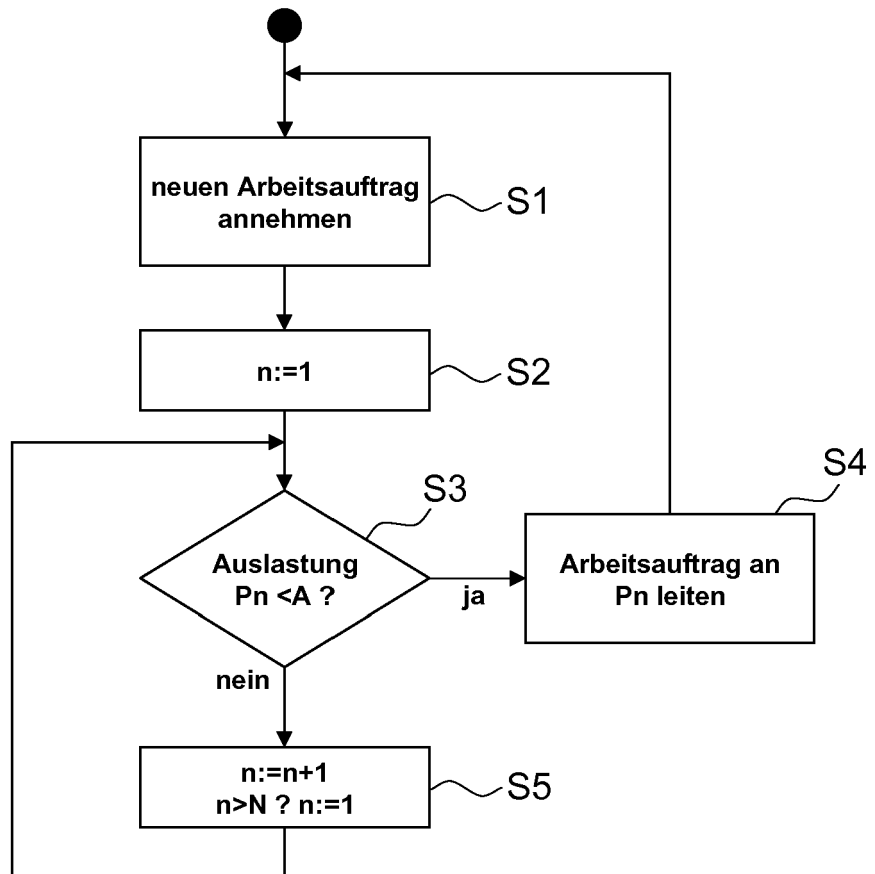 neuen Arbeitsauftrag
annehmen
S1
n:=1
S2
S3
Auslastung
Pn <A ?
ja
nein
S4
Arbeitsauftrag an
Pn leiten
n:=n+1
n>N ? n:=1
S5